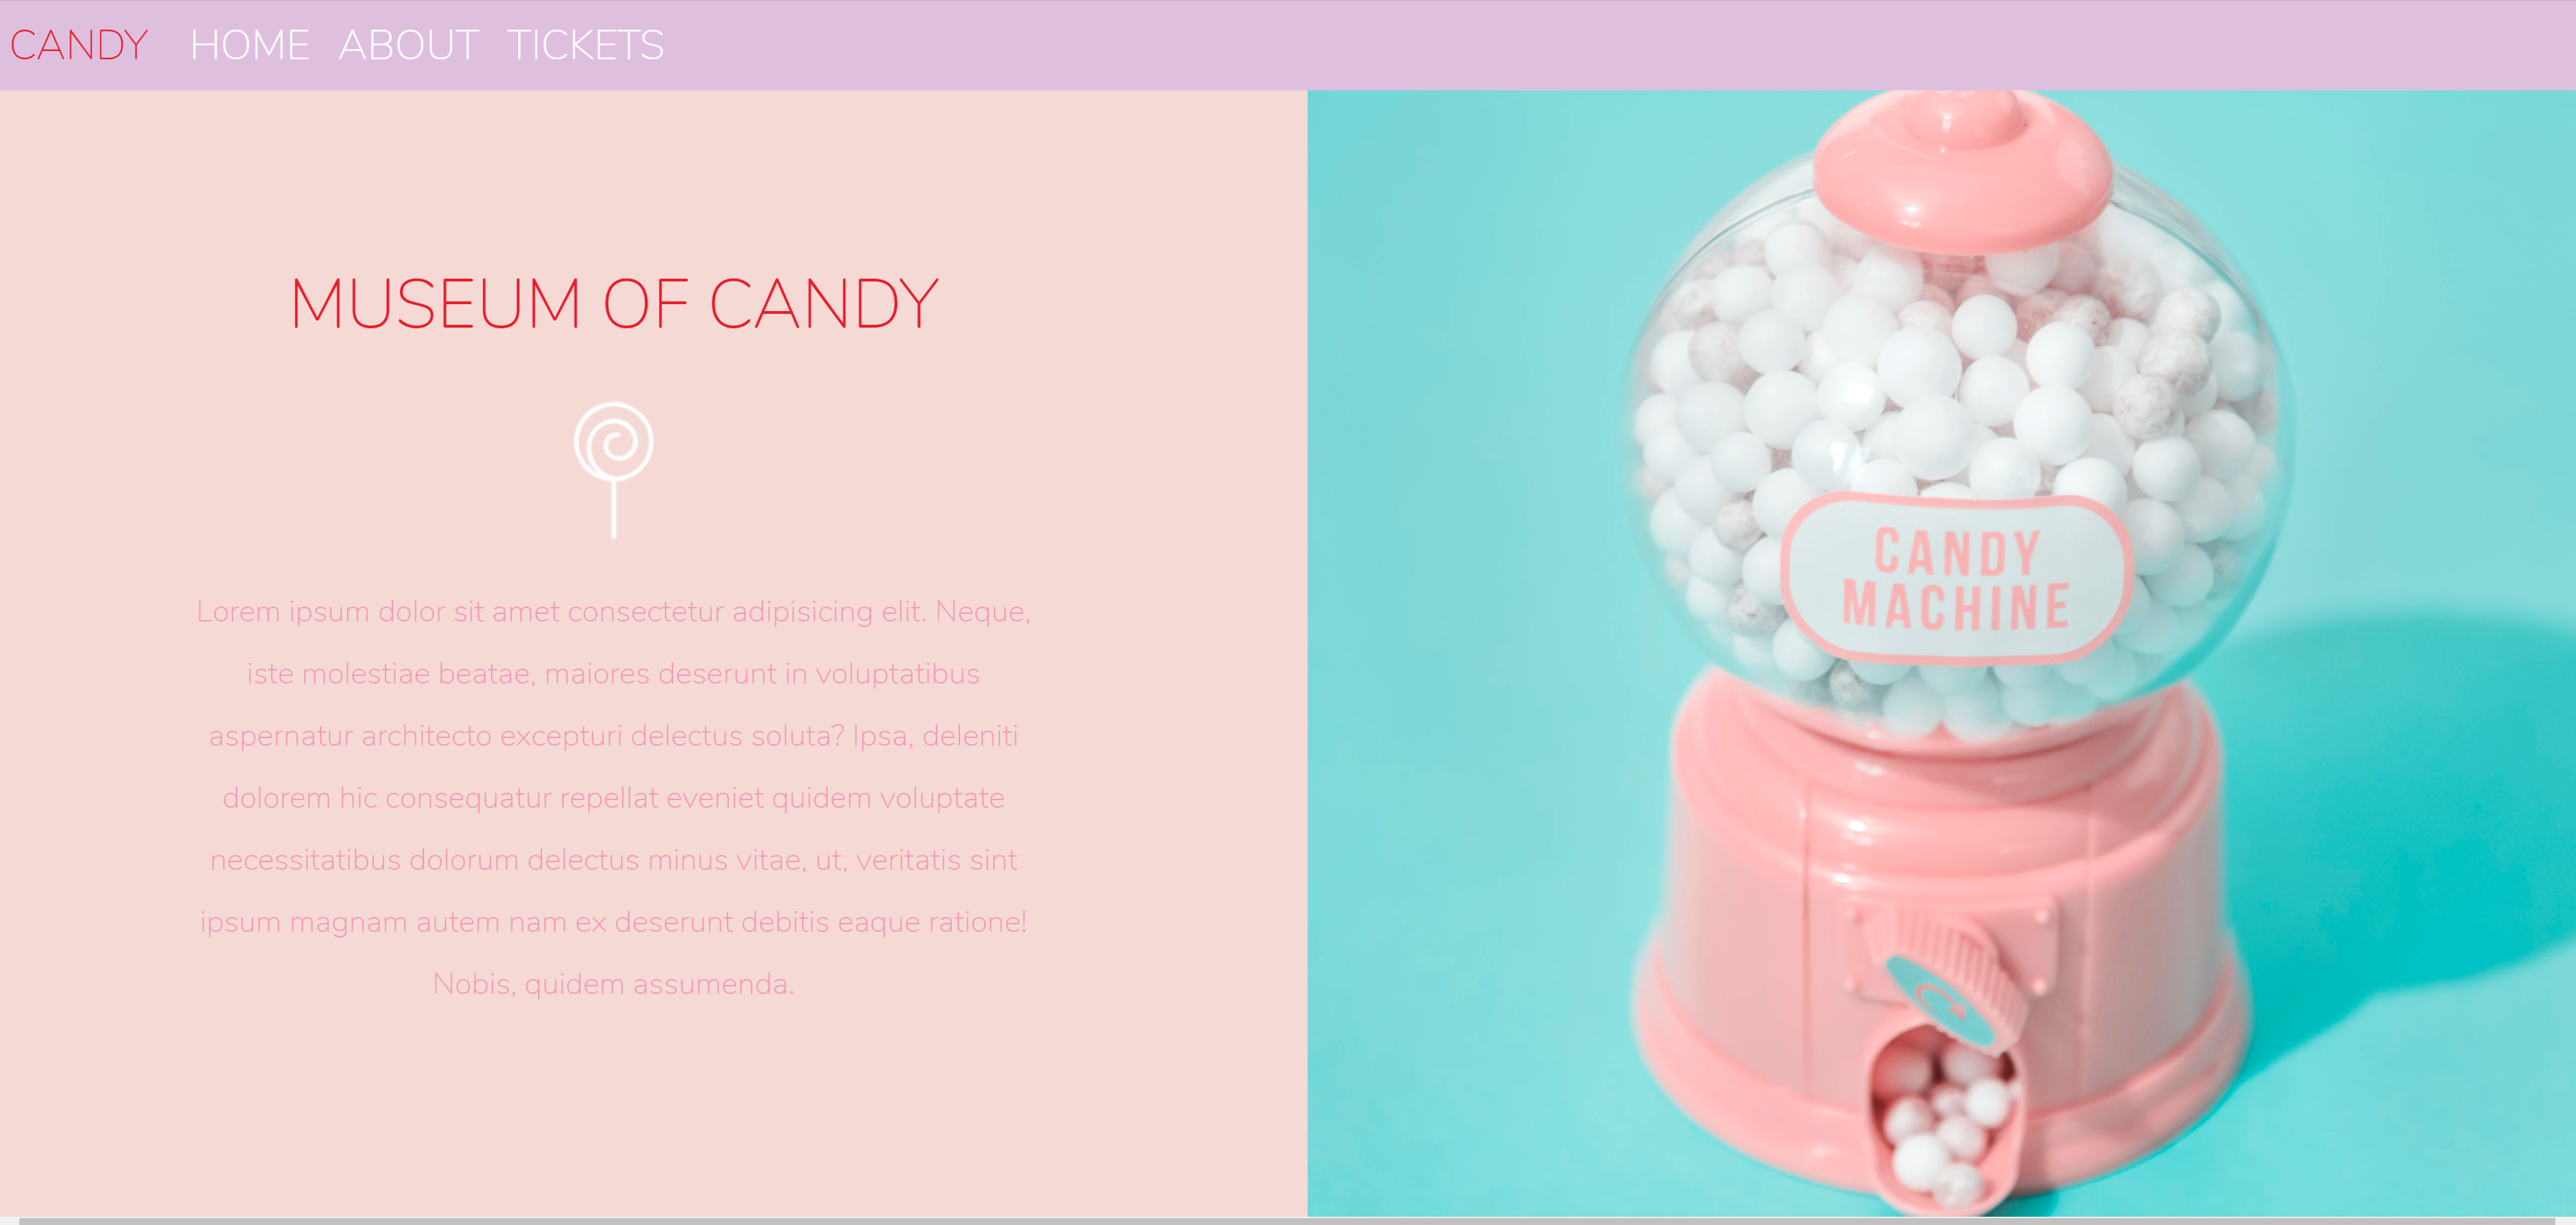 CANDY HOME ABOUT TICKETS
MUSEUM OF CANDY
Lorem ipsum dolor sit amet consectetur adipisicing elit. Neque,
iste molestiae beatae, maiores deserunt in voluptatibus
aspernatur architecto excepturi delectus soluta? Ipsa, deleniti
dolorem hic consequatur repellat eveniet quidem voluptate
necessitatibus dolorum delectus minus vitae, ut, veritatis sint
ipsum magnam autem nam ex deserunt debitis eaque ratione!
Nobis, quidem assumenda.
CANDY
MACHINE